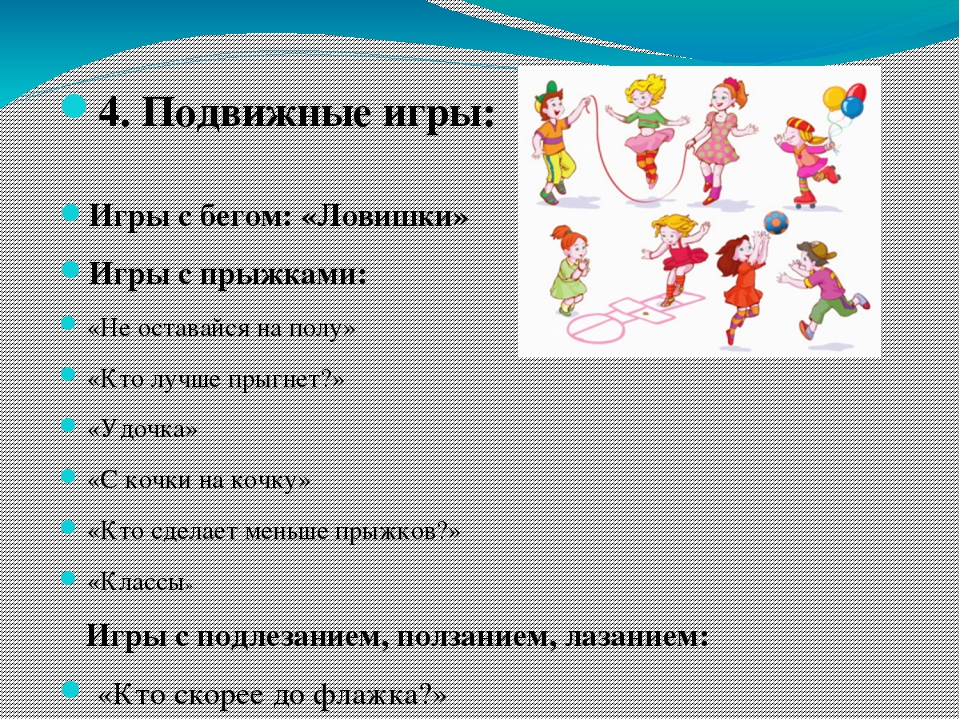 4. Подвижные игры:
Игры с бегом: «Ловишки»
Игры с прыжками:
«Не оставайся на полу»
«Кто лучше прыгнет?»
«Удочка»
«С кочки на кочку»
«Кто сделает меньше прыжков?»
«Классы»
Игры с подлезанием, ползанием, лазанием:
«Кто скорее до флажка?»